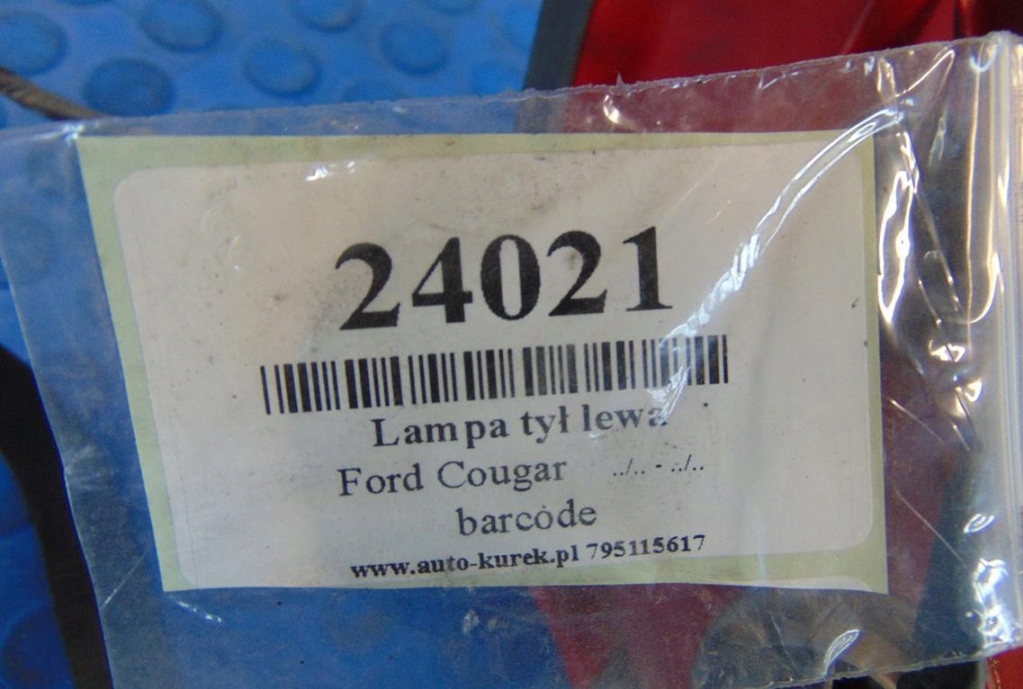 24021
Lampa tył lewa
Ford Cougar ../.. - ../..
barcode
www.auto-kurek.pl 795115617